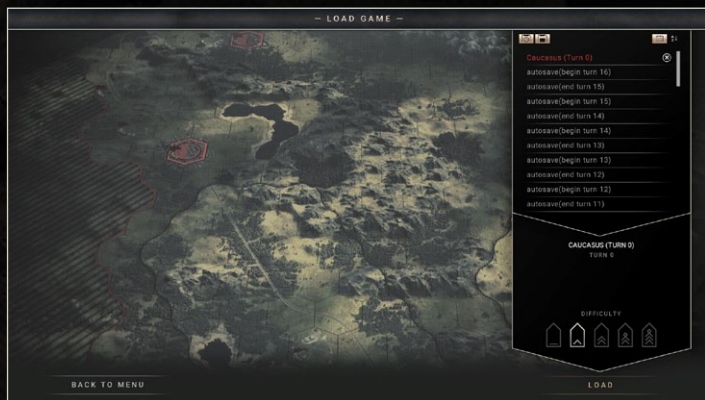 — LOAD GAME —
Caucasus (Turn 0)
autosave(begin turn 16)
autosave(end turn 15)
autosave(begin turn 15)
autosave(end turn 14)
autosave(begin turn 14)
autosave(end turn 13)
autosave(begin turn 13)
autosave(end turn 12)
autosave(begin turn 12)
autosave(end turn 11)
CAUCASUS (TURN 0)
TURN 0
DIFFICULTY
BACK TO MENU
LOAD